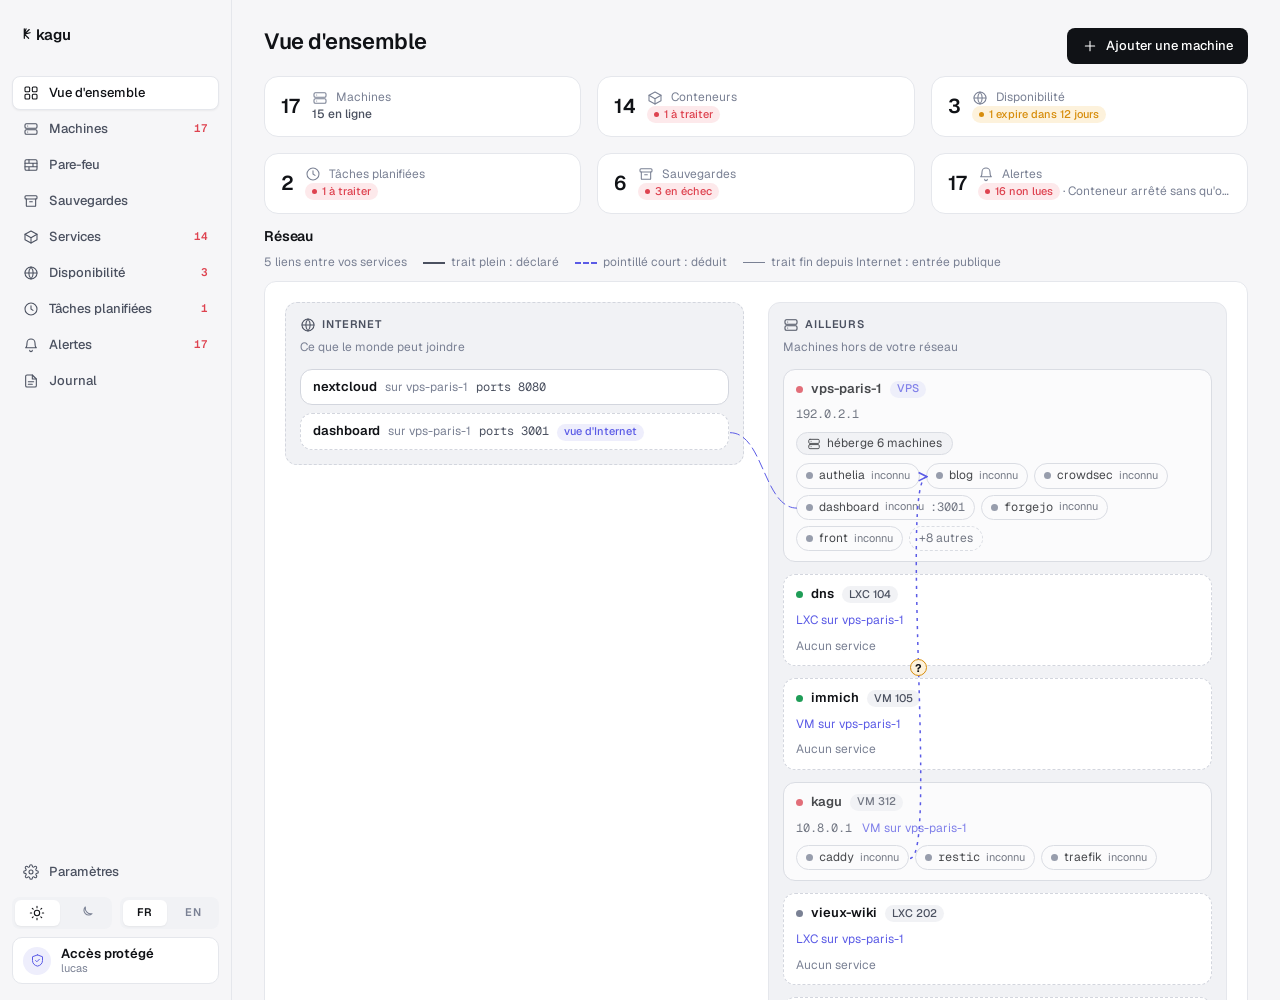 kagu
Vue d'ensemble
Machines 17
Pare-feu
Sauvegardes
Services 14
Disponibilité 3
Tâches planifiées 1
Alertes 17
Journal
Paramètres
FR EN
Accès protégé
lucas
Vue d'ensemble
Ajouter une machine
17 Machines
15 en ligne
14 Conteneurs
1 à traiter
3 Disponibilité
1 expire dans 12 jours
2 Tâches planifiées
1 à traiter
6 Sauvegardes
3 en échec
17 Alertes
16 non lues · Conteneur arrêté sans qu'o...
Réseau
5 liens entre vos services trait plein : déclaré pointillé court : déduit trait fin depuis Internet : entrée publique
INTERNET
Ce que le monde peut joindre
nextcloud sur vps-paris-1 ports 8080
dashboard sur vps-paris-1 ports 3001 vue d'Internet
AILLEURS
Machines hors de votre réseau
vps-paris-1 VPS
192.0.2.1
héberge 6 machines
authelia inconnu blog inconnu crowdsec inconnu
dashboard inconnu :3001 forgejo inconnu
front inconnu +8 autres
dns LXC 104
LXC sur vps-paris-1
Aucun service
?
immich VM 105
VM sur vps-paris-1
Aucun service
kagu VM 312
10.8.0.1 VM sur vps-paris-1
caddy inconnu restic inconnu traefik inconnu
vieux-wiki LXC 202
LXC sur vps-paris-1
Aucun service